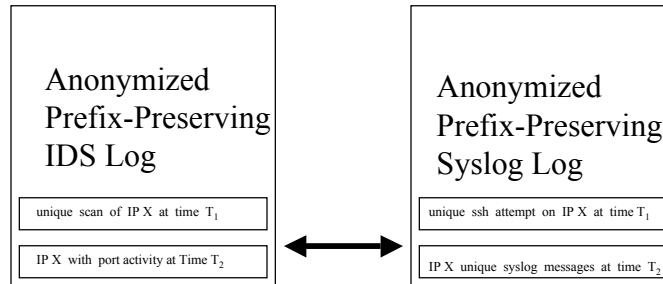 Anonymized
Prefix-Preserving
IDS Log
unique scan of IP X at time T₁
IP X with port activity at Time T₂
Anonymized
Prefix-Preserving
Syslog Log
unique ssh attempt on IP X at time T₁
IP X unique syslog messages at time T₂